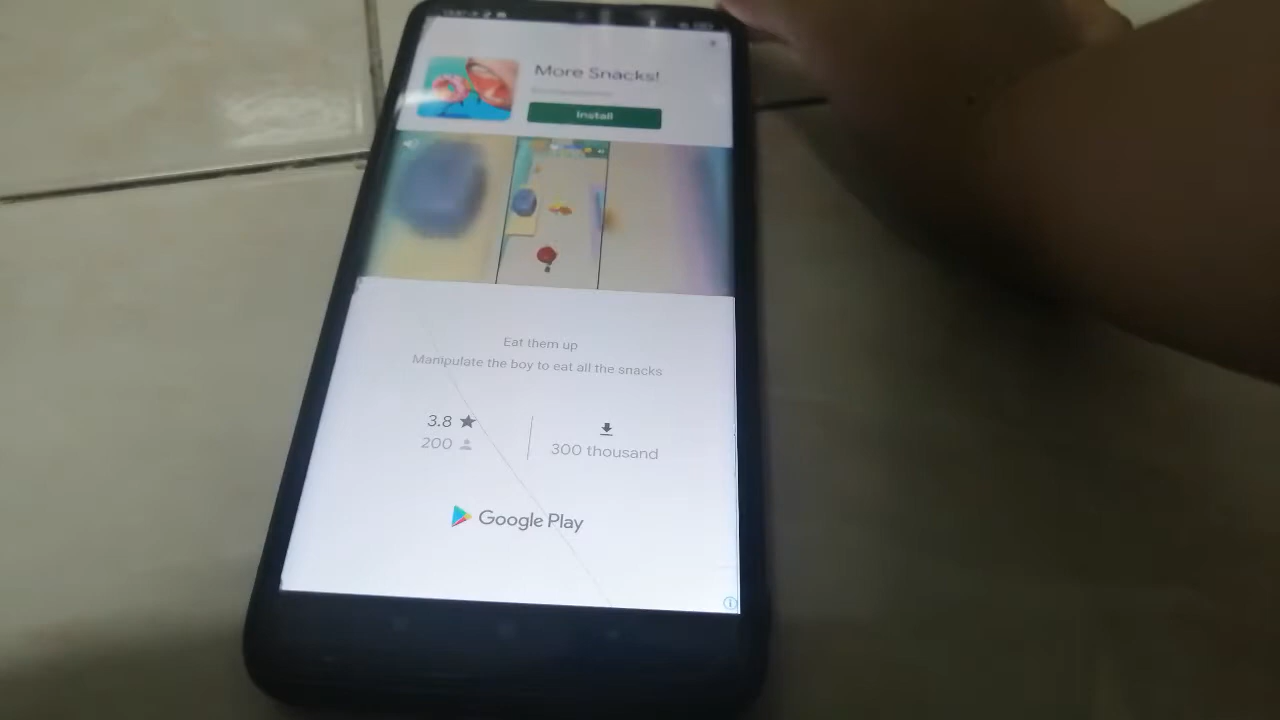 More Snacks!
Install
Eat them up
Manipulate the boy to eat all the snacks
3.8
200
300 thousand
Google Play